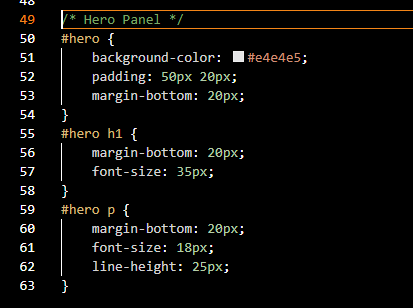 48
49 /* Hero Panel */
50 #hero {
51 background-color: #e4e4e5;
52 padding: 50px 20px;
53 margin-bottom: 20px;
54 }
55 #hero h1 {
56 margin-bottom: 20px;
57 font-size: 35px;
58 }
59 #hero p {
60 margin-bottom: 20px;
61 font-size: 18px;
62 line-height: 25px;
63 }